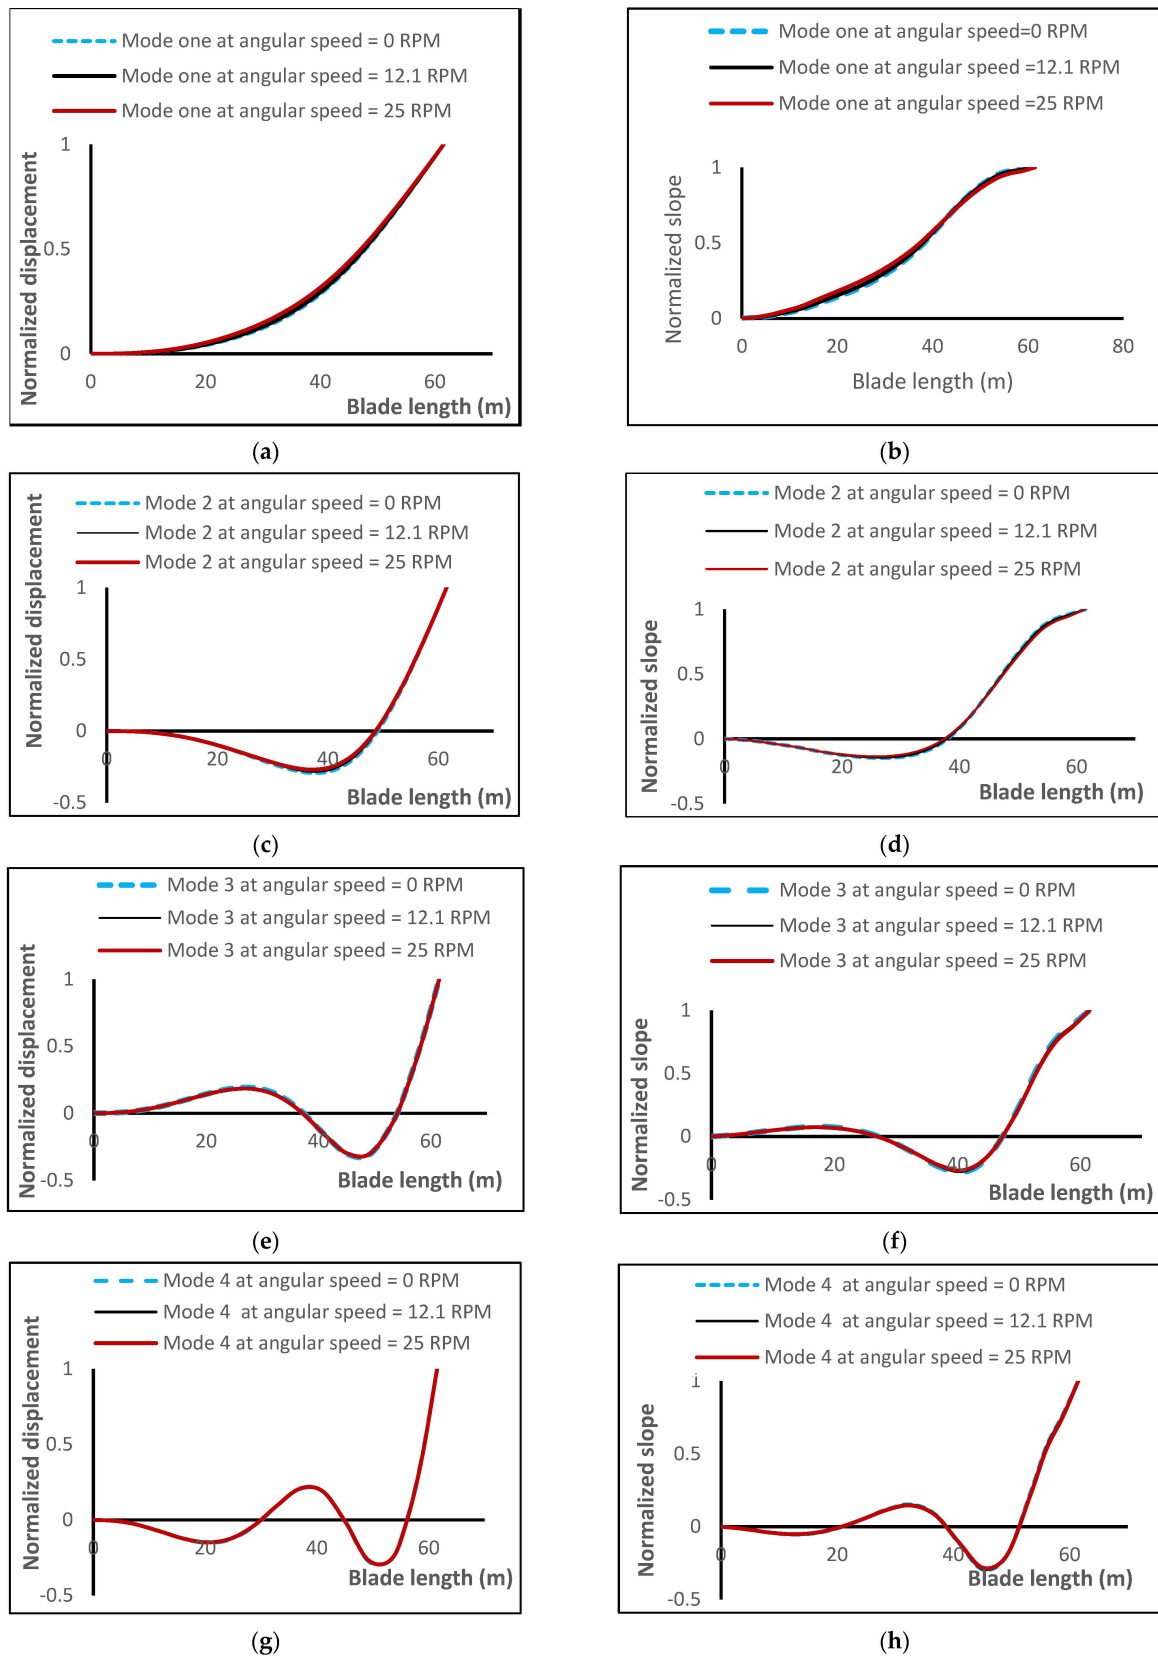 Mode one at angular speed = 0 RPM
Mode one at angular speed = 12.1 RPM
Mode one at angular speed = 25 RPM
Normalized displacement
1
0.5
0
0 20 40 60
Blade length (m)
(a)
Mode one at angular speed=0 RPM
Mode one at angular speed =12.1 RPM
Mode one at angular speed =25 RPM
Normalized slope
1
0.5
0
0 20 40 60 80
Blade length (m)
(b)
Mode 2 at angular speed = 0 RPM
Mode 2 at angular speed = 12.1 RPM
Mode 2 at angular speed = 25 RPM
Normalized displacement
1
0.5
0
0 20 40 60
-0.5
Blade length (m)
(c)
Mode 2 at angular speed = 0 RPM
Mode 2 at angular speed = 12.1 RPM
Mode 2 at angular speed = 25 RPM
Normalized slope
1
0.5
0
0 20 40 60
-0.5
Blade length (m)
(d)
Mode 3 at angular speed = 0 RPM
Mode 3 at angular speed = 12.1 RPM
Mode 3 at angular speed = 25 RPM
Normalized displacement
1
0.5
0
0 20 40 60
-0.5
Blade length (m)
(e)
Mode 3 at angular speed = 0 RPM
Mode 3 at angular speed = 12.1 RPM
Mode 3 at angular speed = 25 RPM
Normalized slope
1
0.5
0
0 20 40 60
-0.5
Blade length (m)
(f)
Mode 4 at angular speed = 0 RPM
Mode 4 at angular speed = 12.1 RPM
Mode 4 at angular speed = 25 RPM
Normalized displacement
1
0.5
0
0 20 40 60
-0.5
Blade length (m)
(g)
Mode 4 at angular speed = 0 RPM
Mode 4 at angular speed = 12.1 RPM
Mode 4 at angular speed = 25 RPM
Normalized slope
1
0.5
0
0 20 40 60
-0.5
Blade length (m)
(h)